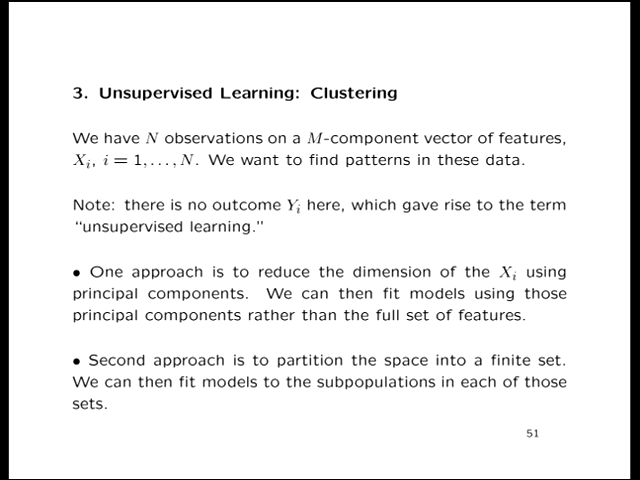 3. Unsupervised Learning: Clustering
We have N observations on a M-component vector of features,
Xi, i = 1, . . . , N. We want to find patterns in these data.
Note: there is no outcome Yi here, which gave rise to the term
“unsupervised learning.”
• One approach is to reduce the dimension of the Xi using
principal components. We can then fit models using those
principal components rather than the full set of features.
• Second approach is to partition the space into a finite set.
We can then fit models to the subpopulations in each of those
sets.
51